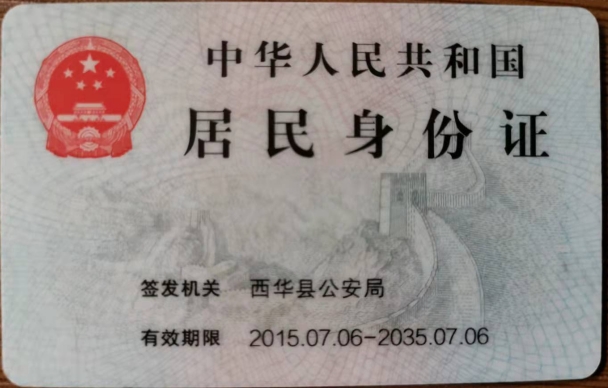 中华人民共和国
居民身份证
签发机关 西华县公安局
有效期限 2015.07.06-2035.07.06